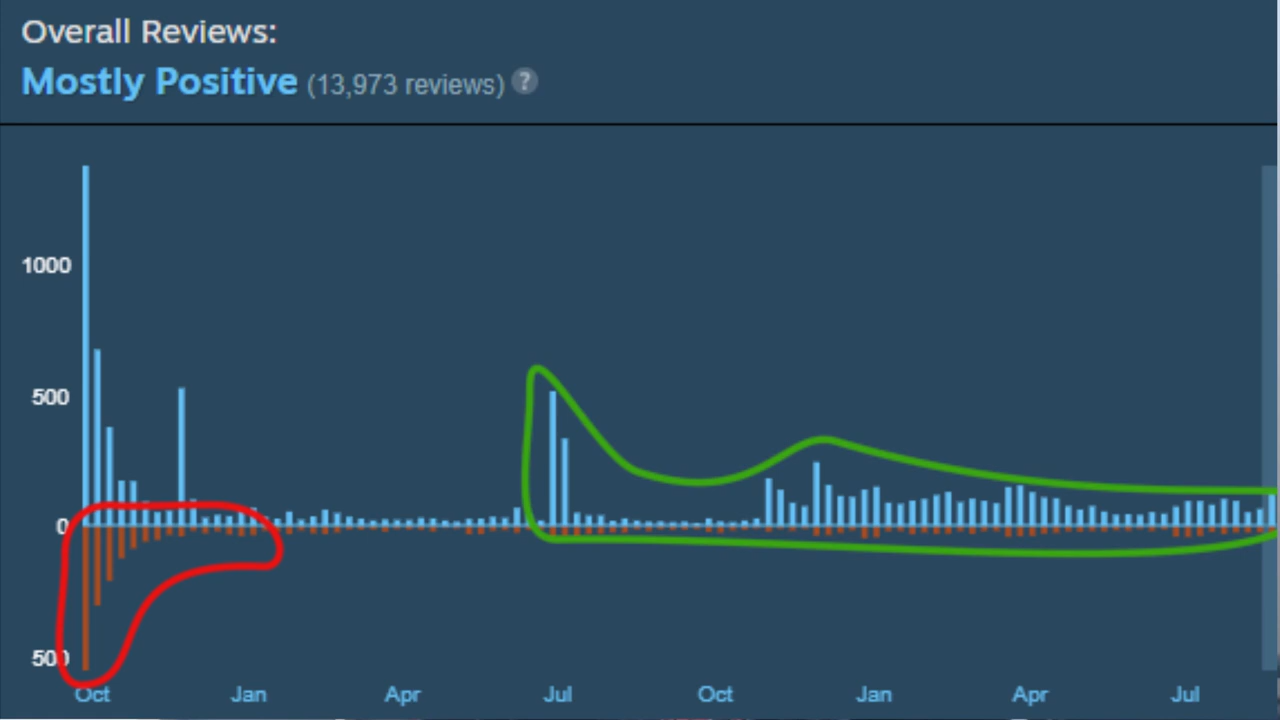 Overall Reviews:
Mostly Positive (13,973 reviews) ?
1000
500
0
500
Oct Jan Apr Jul Oct Jan Apr Jul